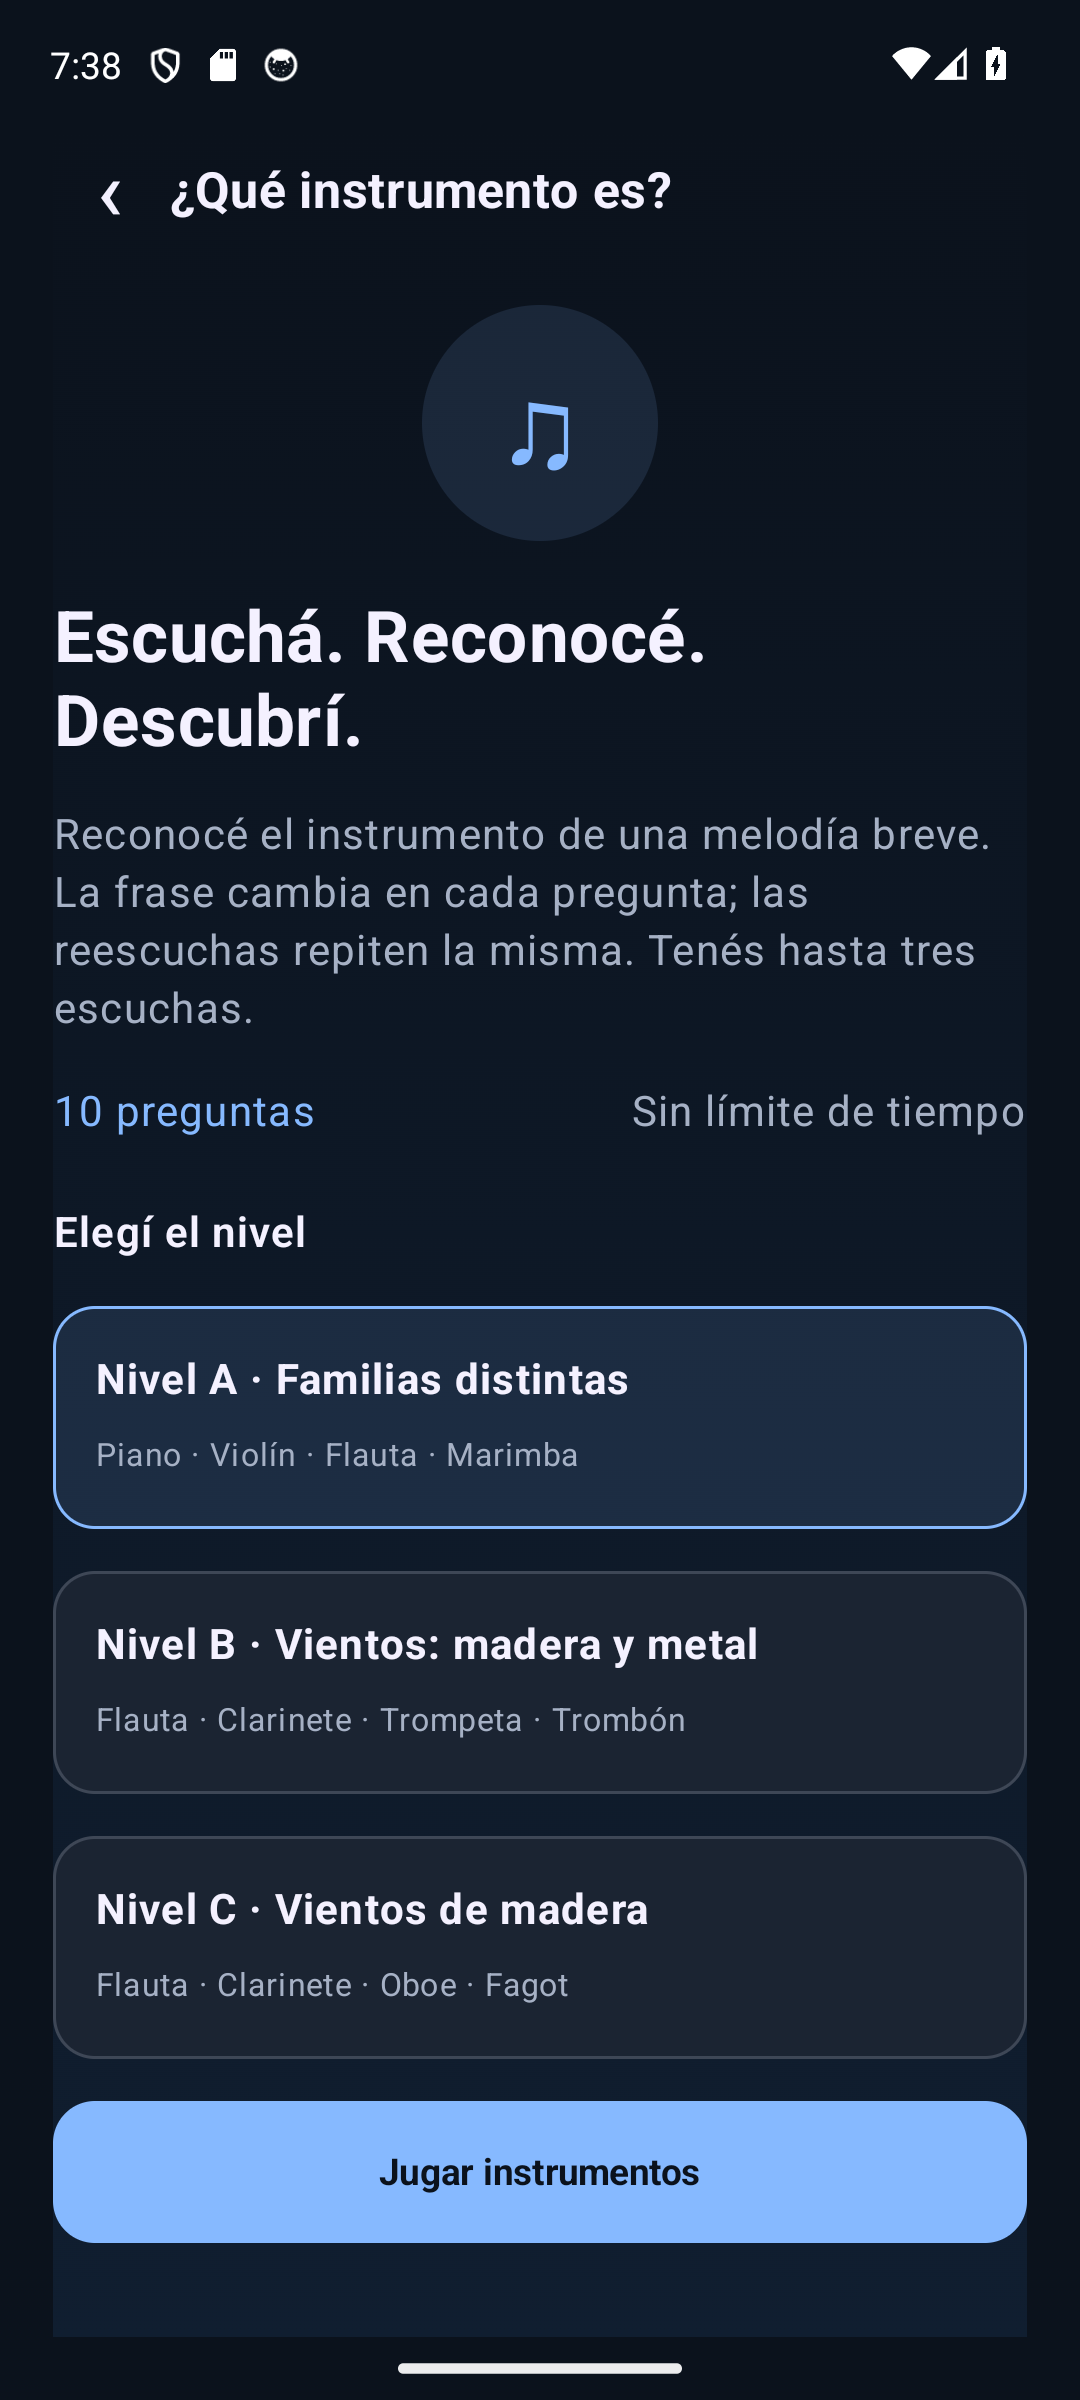 7:38
¿Qué instrumento es?
Escuchá. Reconocé.
Descubrí.
Reconocé el instrumento de una melodía breve.
La frase cambia en cada pregunta; las
reescuchas repiten la misma. Tenés hasta tres
escuchas.
10 preguntas
Sin límite de tiempo
Elegí el nivel
Nivel A · Familias distintas
Piano · Violín · Flauta · Marimba
Nivel B · Vientos: madera y metal
Flauta · Clarinete · Trompeta · Trombón
Nivel C · Vientos de madera
Flauta · Clarinete · Oboe · Fagot
Jugar instrumentos